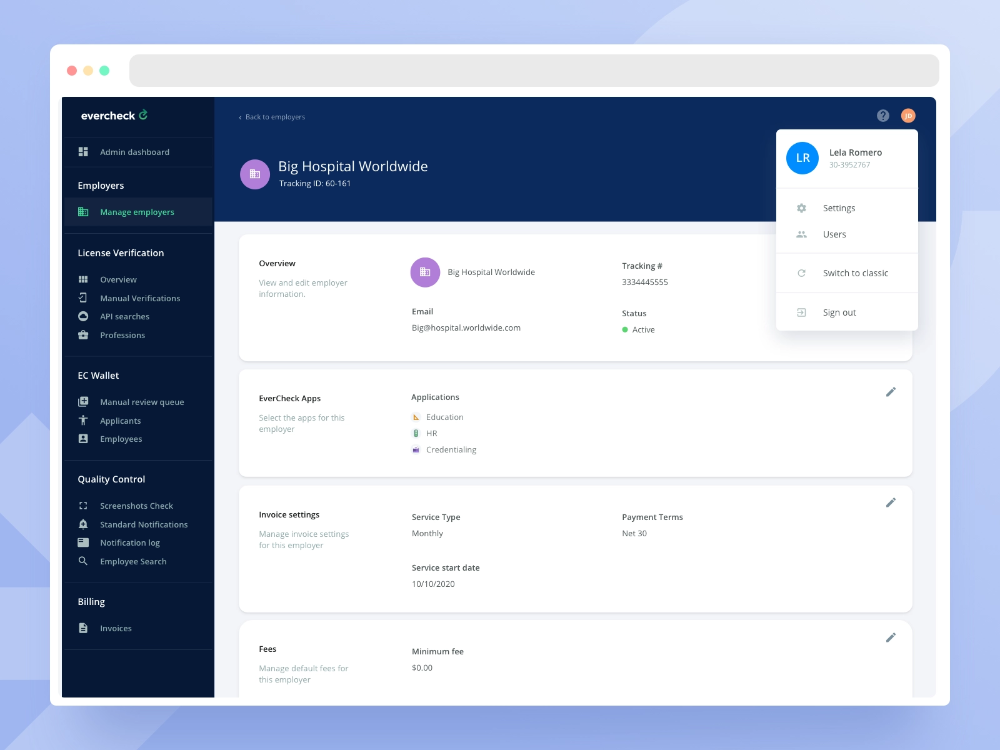 evercheck
Admin dashboard
Employers
Manage employers
License Verification
Overview
Manual Verifications
API searches
Professions
EC Wallet
Manual review queue
Applicants
Employees
Quality Control
Screenshots Check
Standard Notifications
Notification log
Employee Search
Billing
Invoices
‹ Back to employers
?
JD
Big Hospital Worldwide
Tracking ID: 60-161
LR
Lela Romero
30-3952767
Settings
Users
Switch to classic
Sign out
Overview
View and edit employer
information.
Big Hospital Worldwide
Tracking #
3334445555
Email
Big@hospital.worldwide.com
Status
Active
EverCheck Apps
Select the apps for this
employer
Applications
Education
HR
Credentialing
Invoice settings
Manage invoice settings
for this employer
Service Type
Monthly
Payment Terms
Net 30
Service start date
10/10/2020
Fees
Manage default fees for
this employer
Minimum fee
$0.00